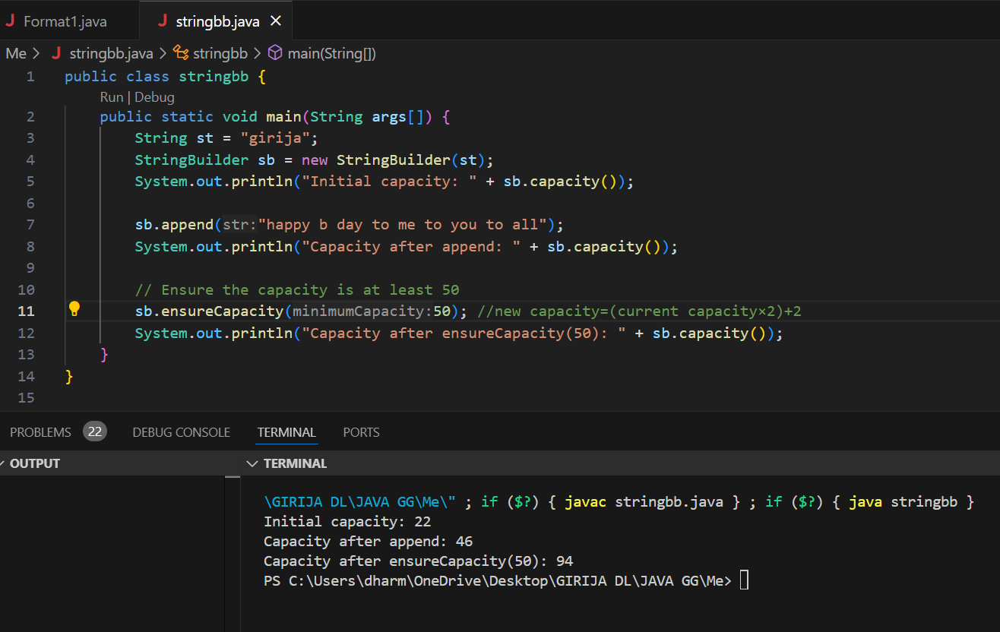 J Format1.java J stringbb.java ×
Me > J stringbb.java > stringbb > main(String[])
1 public class stringbb {
Run | Debug
2 public static void main(String args[]) {
3 String st = "girija";
4 StringBuilder sb = new StringBuilder(st);
5 System.out.println("Initial capacity: " + sb.capacity());
6
7 sb.append(str:"happy b day to me to you to all");
8 System.out.println("Capacity after append: " + sb.capacity());
9
10 // Ensure the capacity is at least 50
11 sb.ensureCapacity(minimumCapacity:50); //new capacity=(current capacity×2)+2
12 System.out.println("Capacity after ensureCapacity(50): " + sb.capacity());
13 }
14 }
15
PROBLEMS 22 DEBUG CONSOLE TERMINAL PORTS
OUTPUT
TERMINAL
\GIRIJA DL\JAVA GG\Me\" ; if ($?) { javac stringbb.java } ; if ($?) { java stringbb }
Initial capacity: 22
Capacity after append: 46
Capacity after ensureCapacity(50): 94
PS C:\Users\dharm\OneDrive\Desktop\GIRIJA DL\JAVA GG\Me>